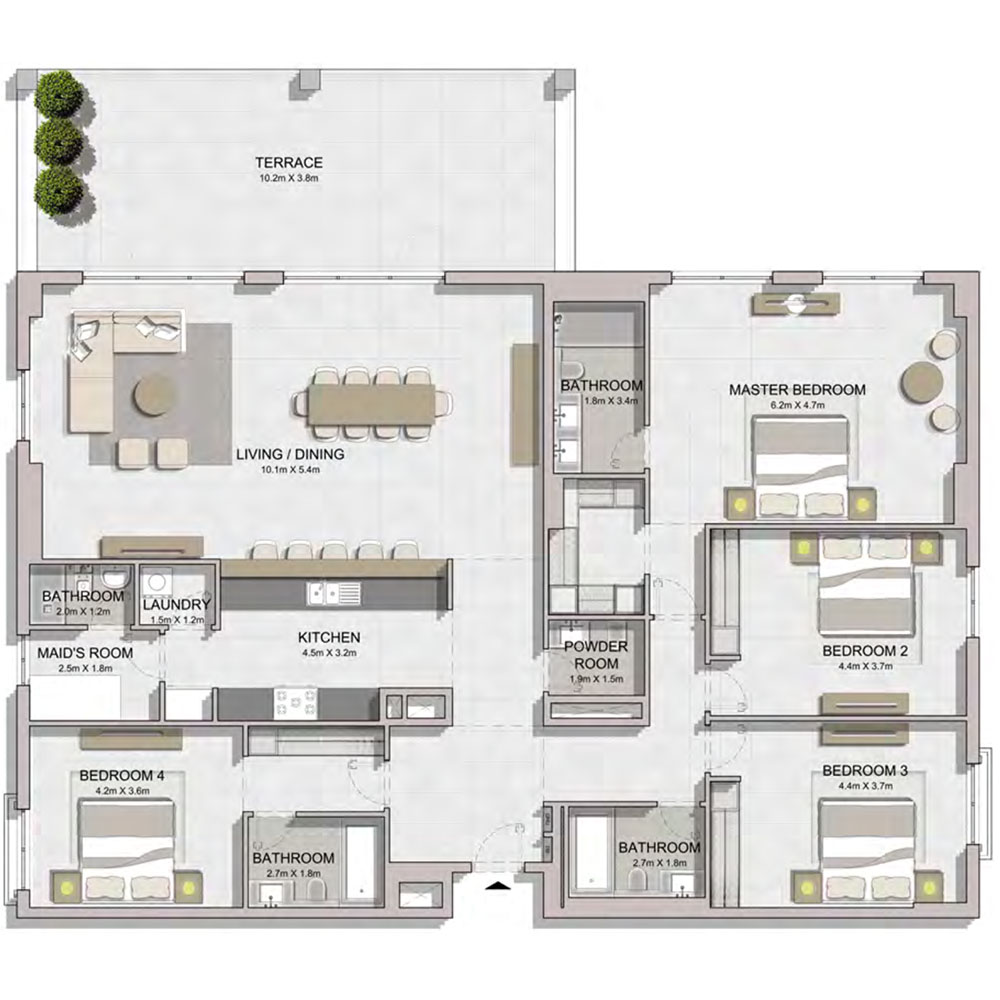 TERRACE
10.2m X 3.8m
BATHROOM
1.8m X 3.4m
MASTER BEDROOM
6.2m X 4.7m
LIVING / DINING
10.1m X 5.4m
BATHROOM
2.0m X 1.2m
LAUNDRY
1.5m X 1.2m
KITCHEN
4.5m X 3.2m
MAID'S ROOM
2.5m X 1.8m
POWDER
ROOM
1.9m X 1.5m
BEDROOM 2
4.4m X 3.7m
BEDROOM 4
4.2m X 3.6m
BEDROOM 3
4.4m X 3.7m
BATHROOM
2.7m X 1.8m
BATHROOM
2.7m X 1.8m